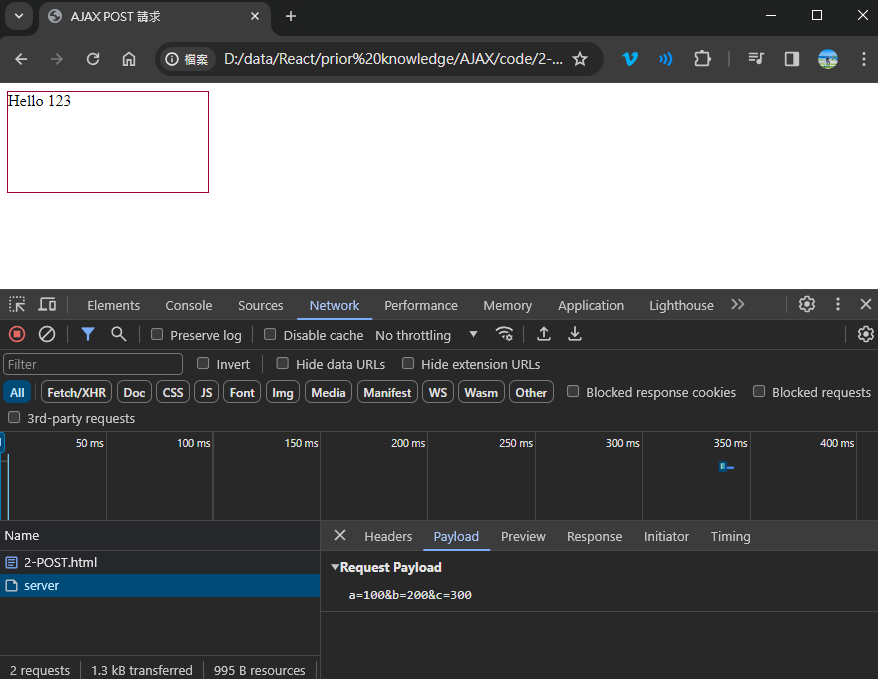 AJAX POST 請求
檔案 D:/data/React/prior%20knowledge/AJAX/code/2-...
Hello 123
Elements Console Sources Network Performance Memory Application Lighthouse
Preserve log Disable cache No throttling
Filter Invert Hide data URLs Hide extension URLs
All Fetch/XHR Doc CSS JS Font Img Media Manifest WS Wasm Other Blocked response cookies Blocked requests
3rd-party requests
50 ms 100 ms 150 ms 200 ms 250 ms 300 ms 350 ms 400 ms
Name Headers Payload Preview Response Initiator Timing
2-POST.html Request Payload
server a=100&b=200&c=300
2 requests 1.3 kB transferred 995 B resources